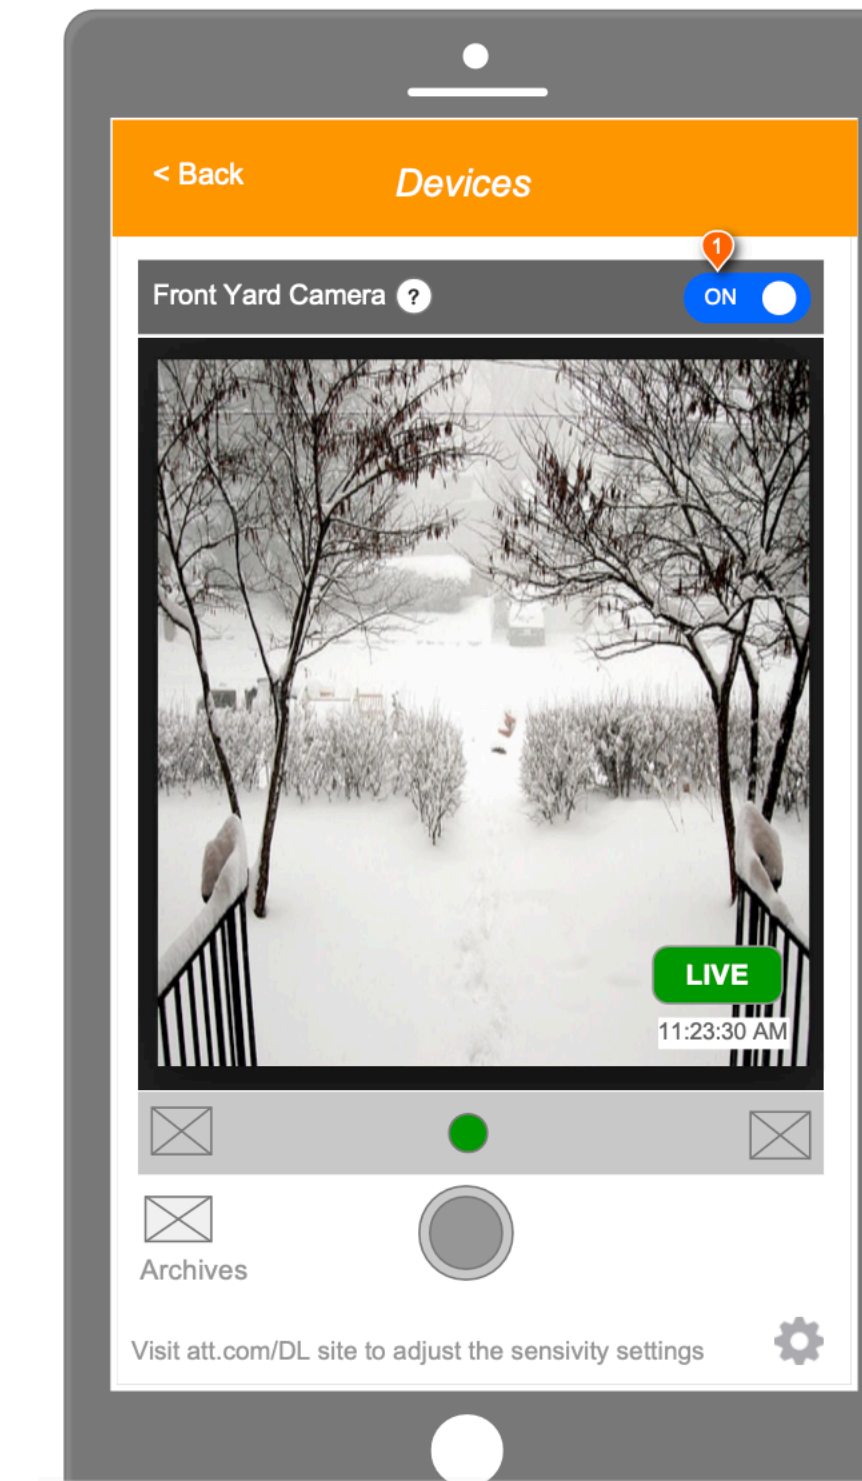 < Back
Devices
1
Front Yard Camera ?
ON
LIVE
11:23:30 AM
Archives
Visit att.com/DL site to adjust the sensivity settings